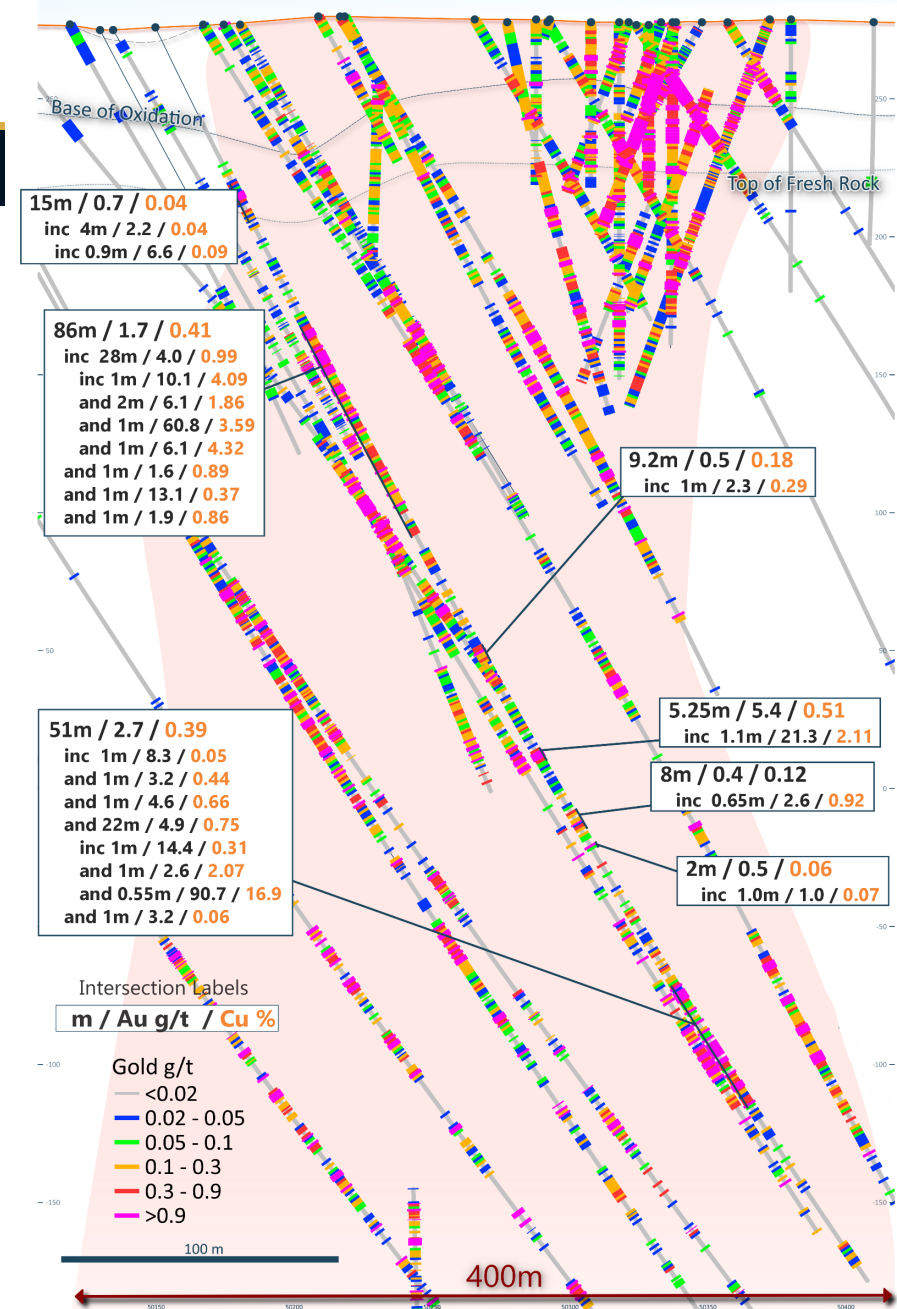 Base of Oxidation
Top of Fresh Rock
250
250
200
150
100
50
50
0
-50
-50
-100
-100
-150
-150
15m / 0.7 / 0.04
inc 4m / 2.2 / 0.04
inc 0.9m / 6.6 / 0.09
86m / 1.7 / 0.41
inc 28m / 4.0 / 0.99
inc 1m / 10.1 / 4.09
and 2m / 6.1 / 1.86
and 1m / 60.8 / 3.59
and 1m / 6.1 / 4.32
and 1m / 1.6 / 0.89
and 1m / 13.1 / 0.37
and 1m / 1.9 / 0.86
9.2m / 0.5 / 0.18
inc 1m / 2.3 / 0.29
5.25m / 5.4 / 0.51
inc 1.1m / 21.3 / 2.11
8m / 0.4 / 0.12
inc 0.65m / 2.6 / 0.92
2m / 0.5 / 0.06
inc 1.0m / 1.0 / 0.07
51m / 2.7 / 0.39
inc 1m / 8.3 / 0.05
and 1m / 3.2 / 0.44
and 1m / 4.6 / 0.66
and 22m / 4.9 / 0.75
inc 1m / 14.4 / 0.31
and 1m / 2.6 / 2.07
and 0.55m / 90.7 / 16.9
and 1m / 3.2 / 0.06
Intersection Labels
m / Au g/t / Cu %
Gold g/t
<0.02
0.02 - 0.05
0.05 - 0.1
0.1 - 0.3
0.3 - 0.9
>0.9
100 m
400m
50150
50200
50300
50350
50400